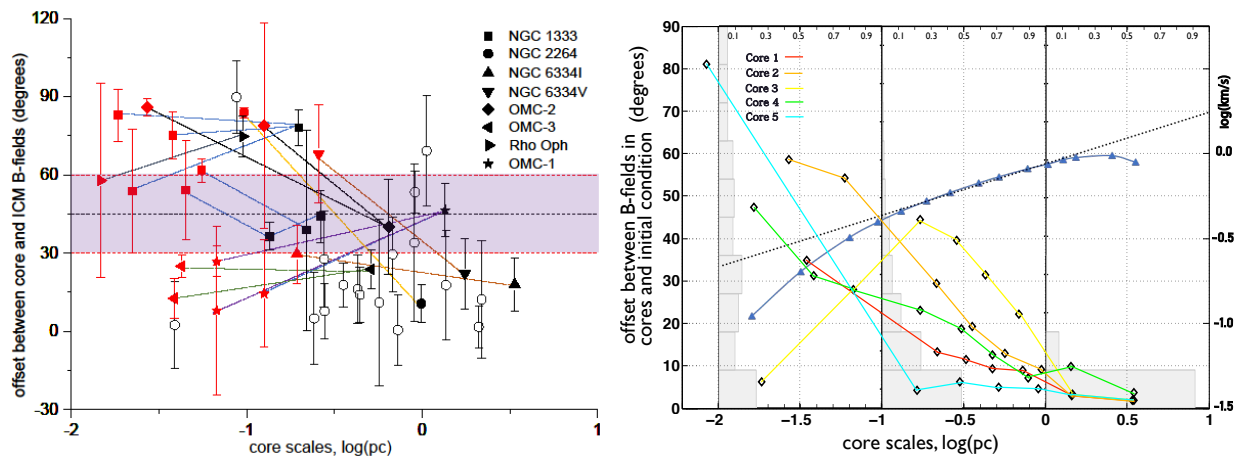 offset between core and ICM B-fields (degrees)
120
90
60
30
0
-30
-2
-1
0
1
core scales, log(pc)
NGC 1333
NGC 2264
NGC 6334I
NGC 6334V
OMC-2
OMC-3
Rho Oph
OMC-1
offset between B-fields in
cores and initial condition (degrees)
90
80
70
60
50
40
30
20
10
0
0.1 0.3 0.5 0.7 0.9 0.1 0.3 0.5 0.7 0.9 0.1 0.3 0.5 0.7 0.9
Core 1
Core 2
Core 3
Core 4
Core 5
-2
-1.5
-1
-0.5
0
0.5
1
core scales, log(pc)
log(km/s)
0.0
-0.5
-1.0
-1.5